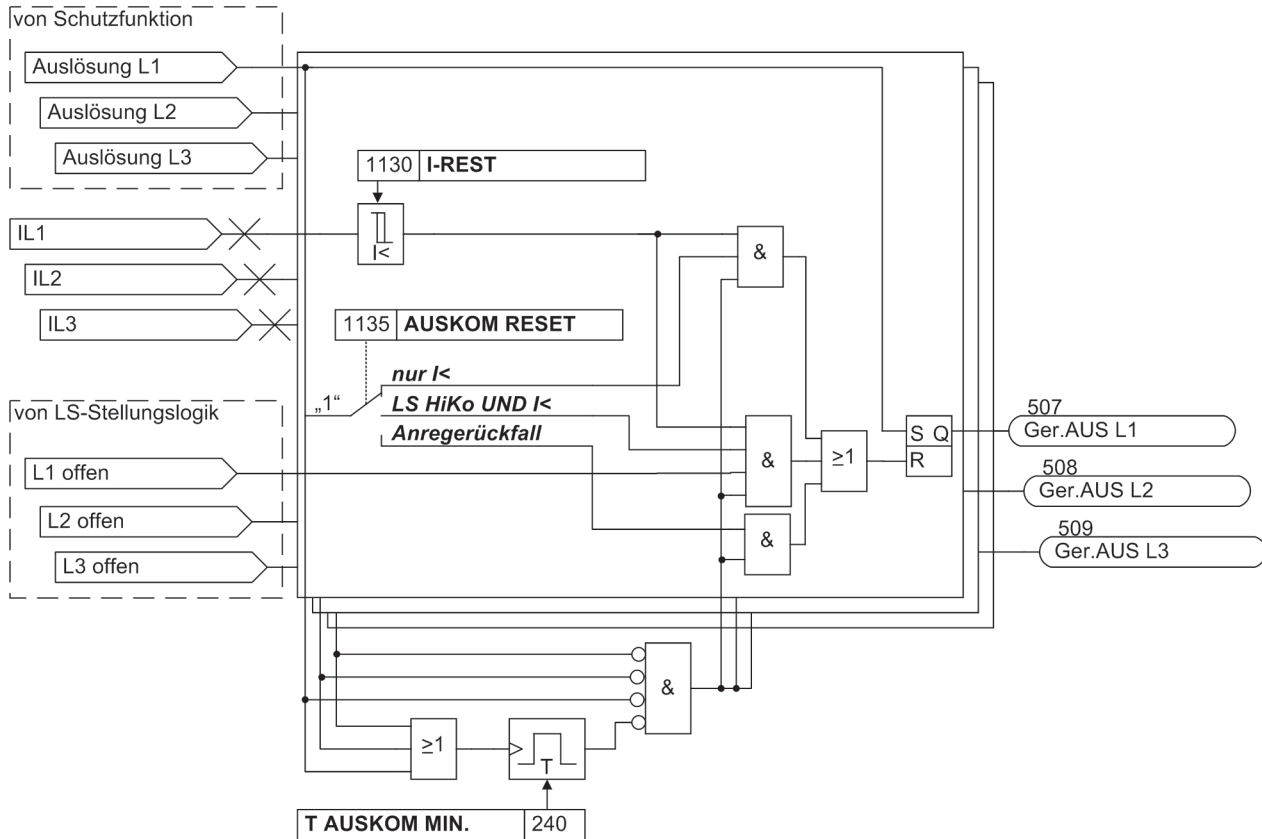 von Schutzfunktion
Auslösung L1
Auslösung L2
Auslösung L3
1130 I-REST
IL1
I<
&
IL2
IL3
1135 AUSKOM RESET
nur I<
„1“
LS HiKo UND I<
Anregerückfall
von LS-Stellungslogik
L1 offen
L2 offen
L3 offen
&
≥1
&
S Q
R
507
Ger.AUS L1
508
Ger.AUS L2
509
Ger.AUS L3
&
≥1
T
T AUSKOM MIN. 240